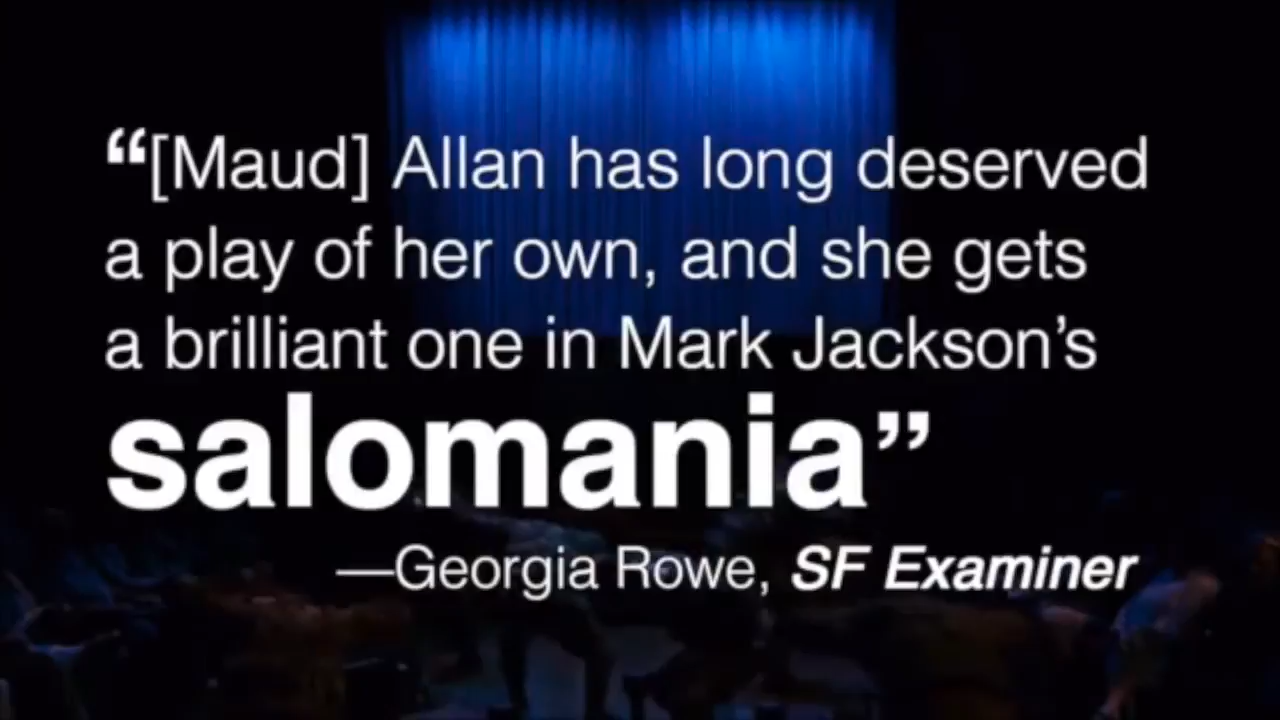 “[Maud] Allan has long deserved
a play of her own, and she gets
a brilliant one in Mark Jackson’s
salomania”
—Georgia Rowe, SF Examiner